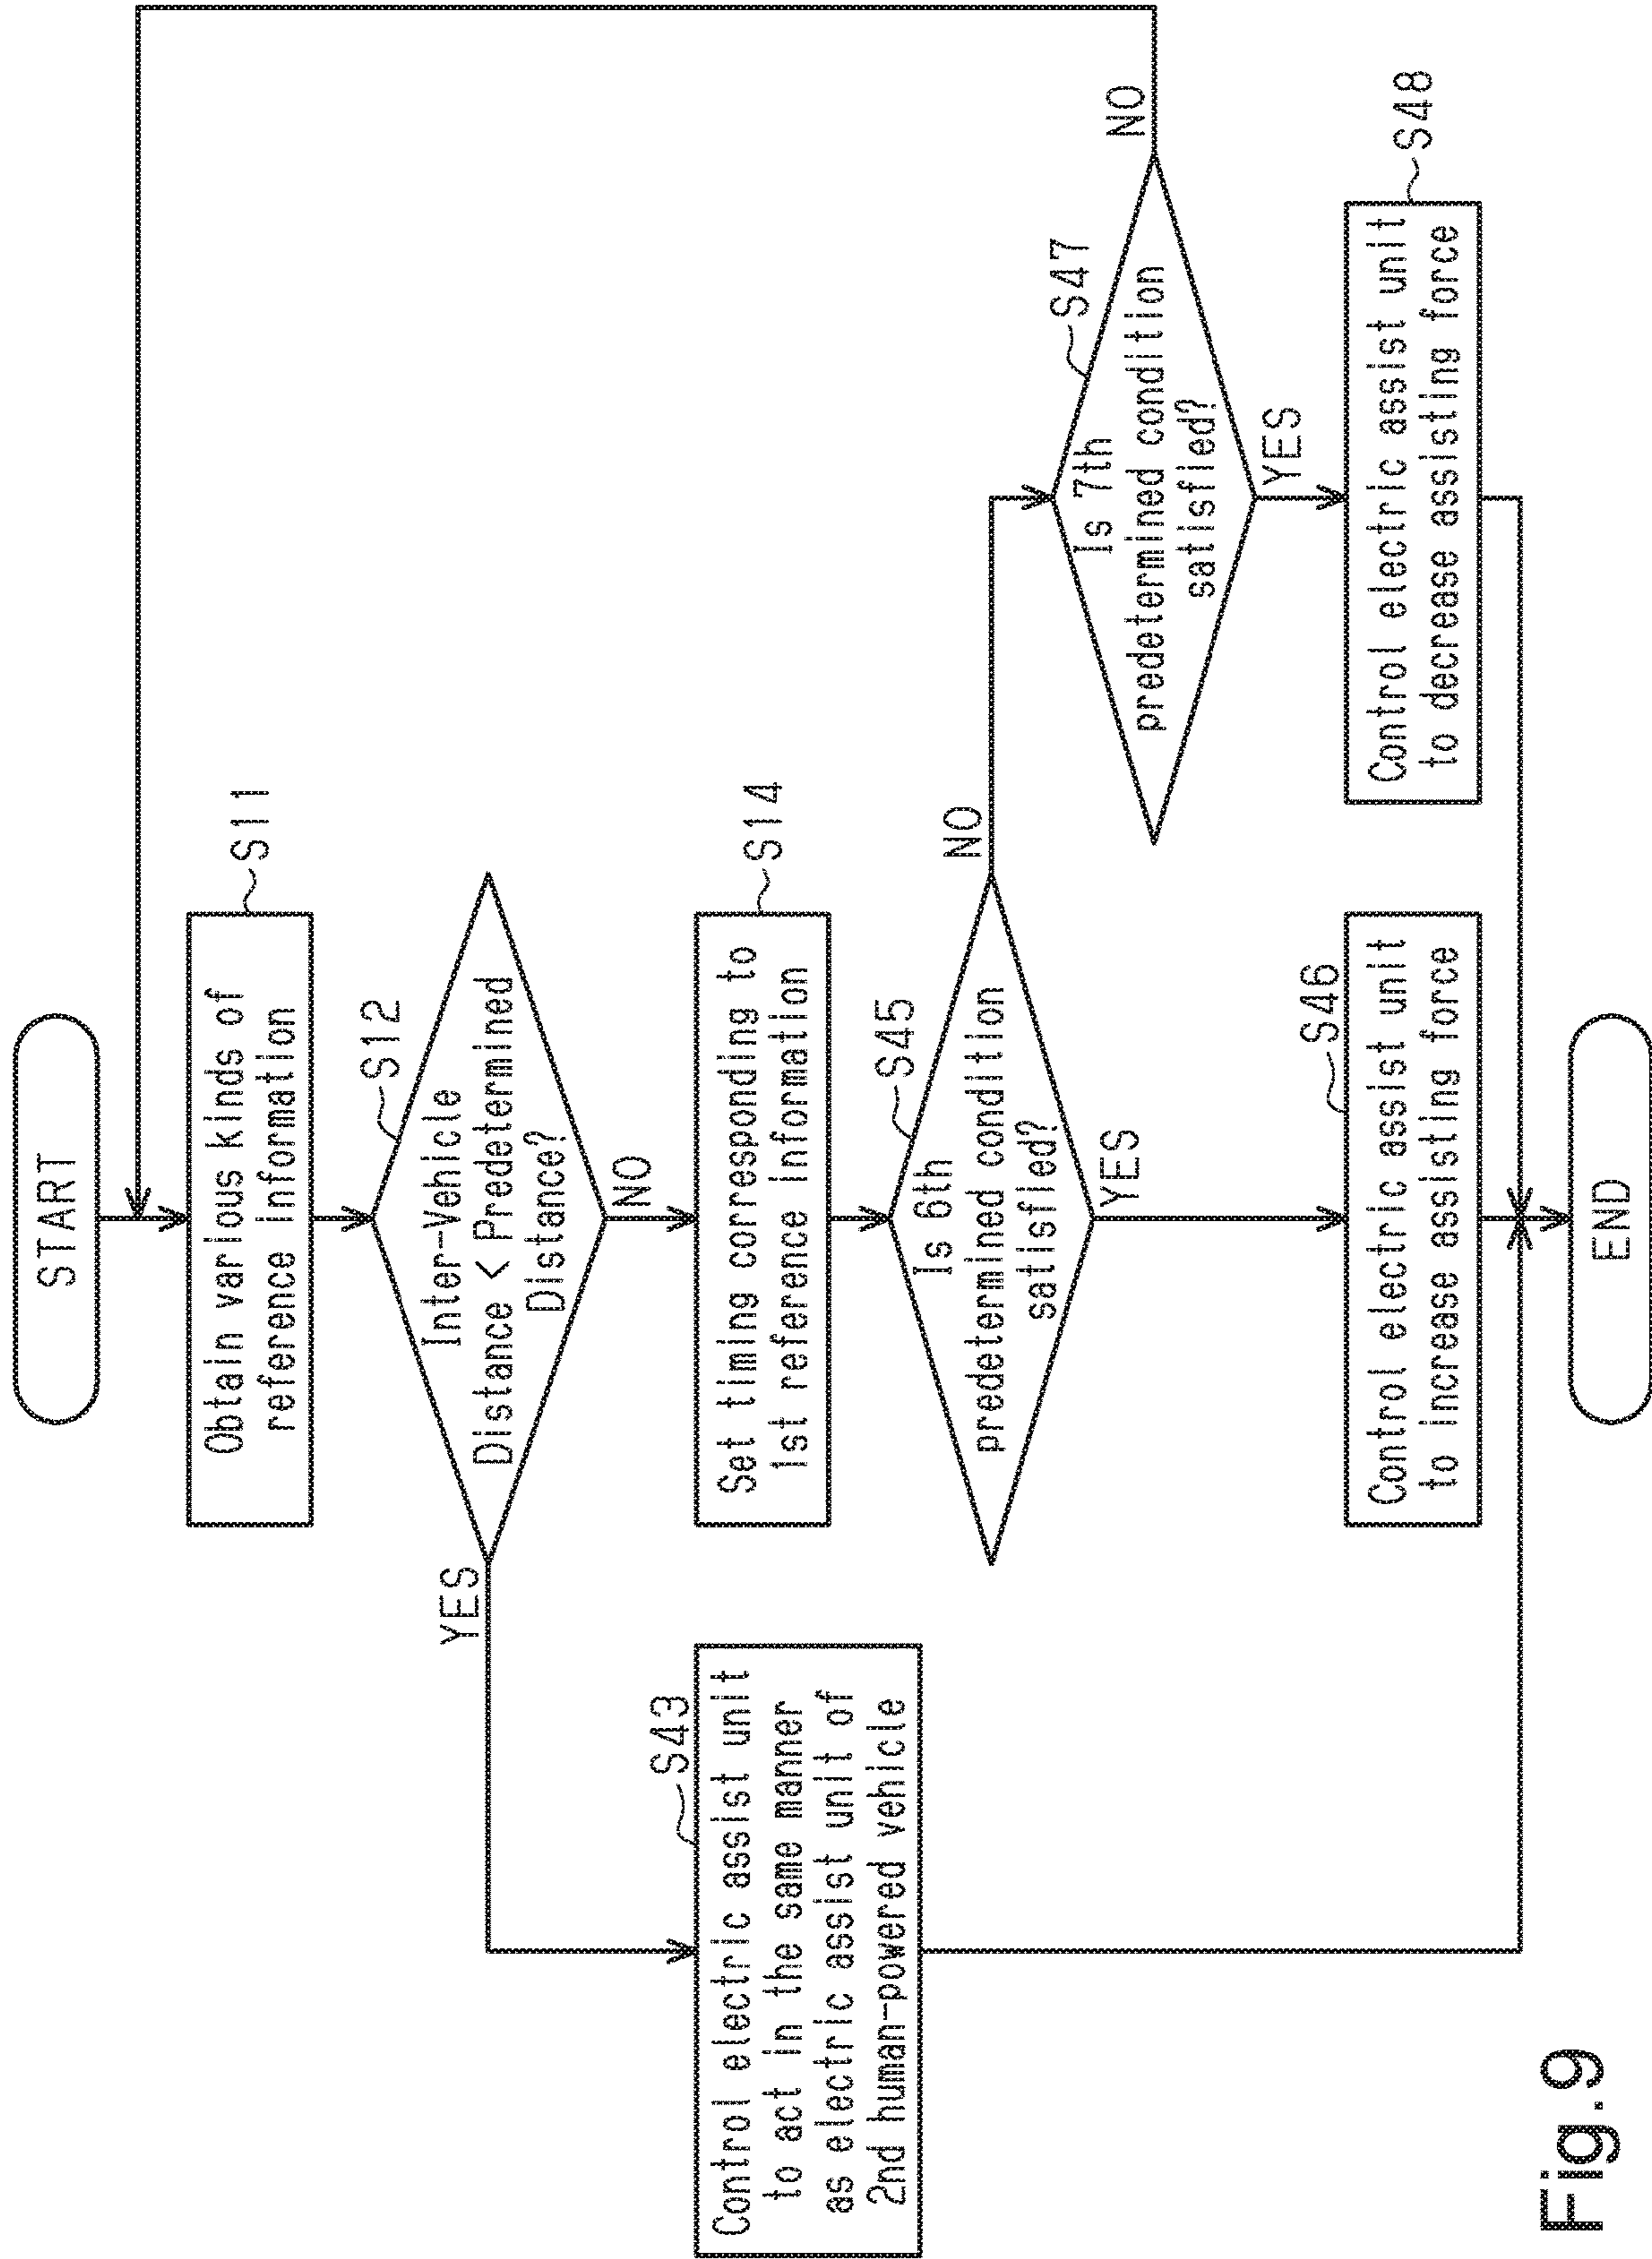 START
Obtain various kinds of
reference information
S11
Inter-Vehicle
Distance < Predetermined
Distance?
S12
YES
NO
Control electric assist unit
to act in the same manner
as electric assist unit of
2nd human-powered vehicle
S43
Set timing corresponding to
1st reference information
S14
Is 6th
predetermined condition
satisfied?
S45
NO
YES
Is 7th
predetermined condition
satisfied?
S47
NO
YES
Control electric assist unit
to increase assisting force
S46
Control electric assist unit
to decrease assisting force
S48
END
Fig.9